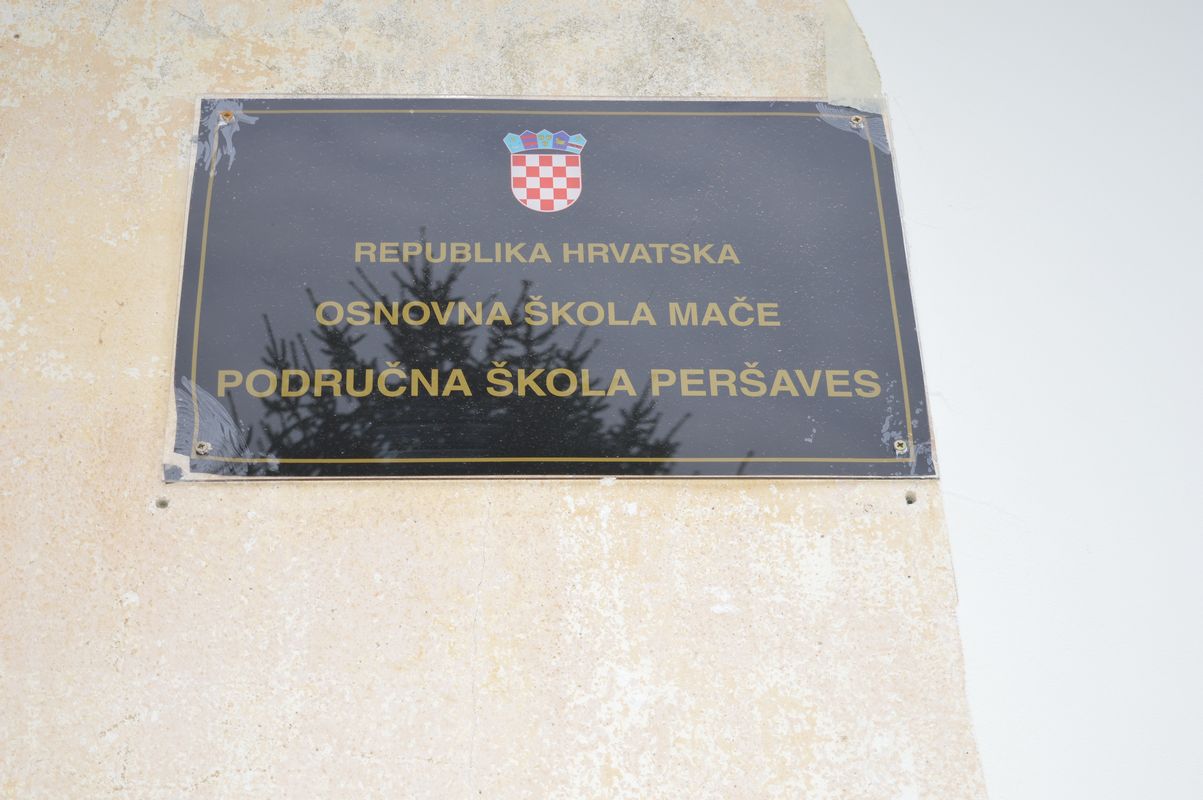 REPUBLIKA HRVATSKA
OSNOVNA ŠKOLA MAČE
PODRUČNA ŠKOLA PERŠAVES